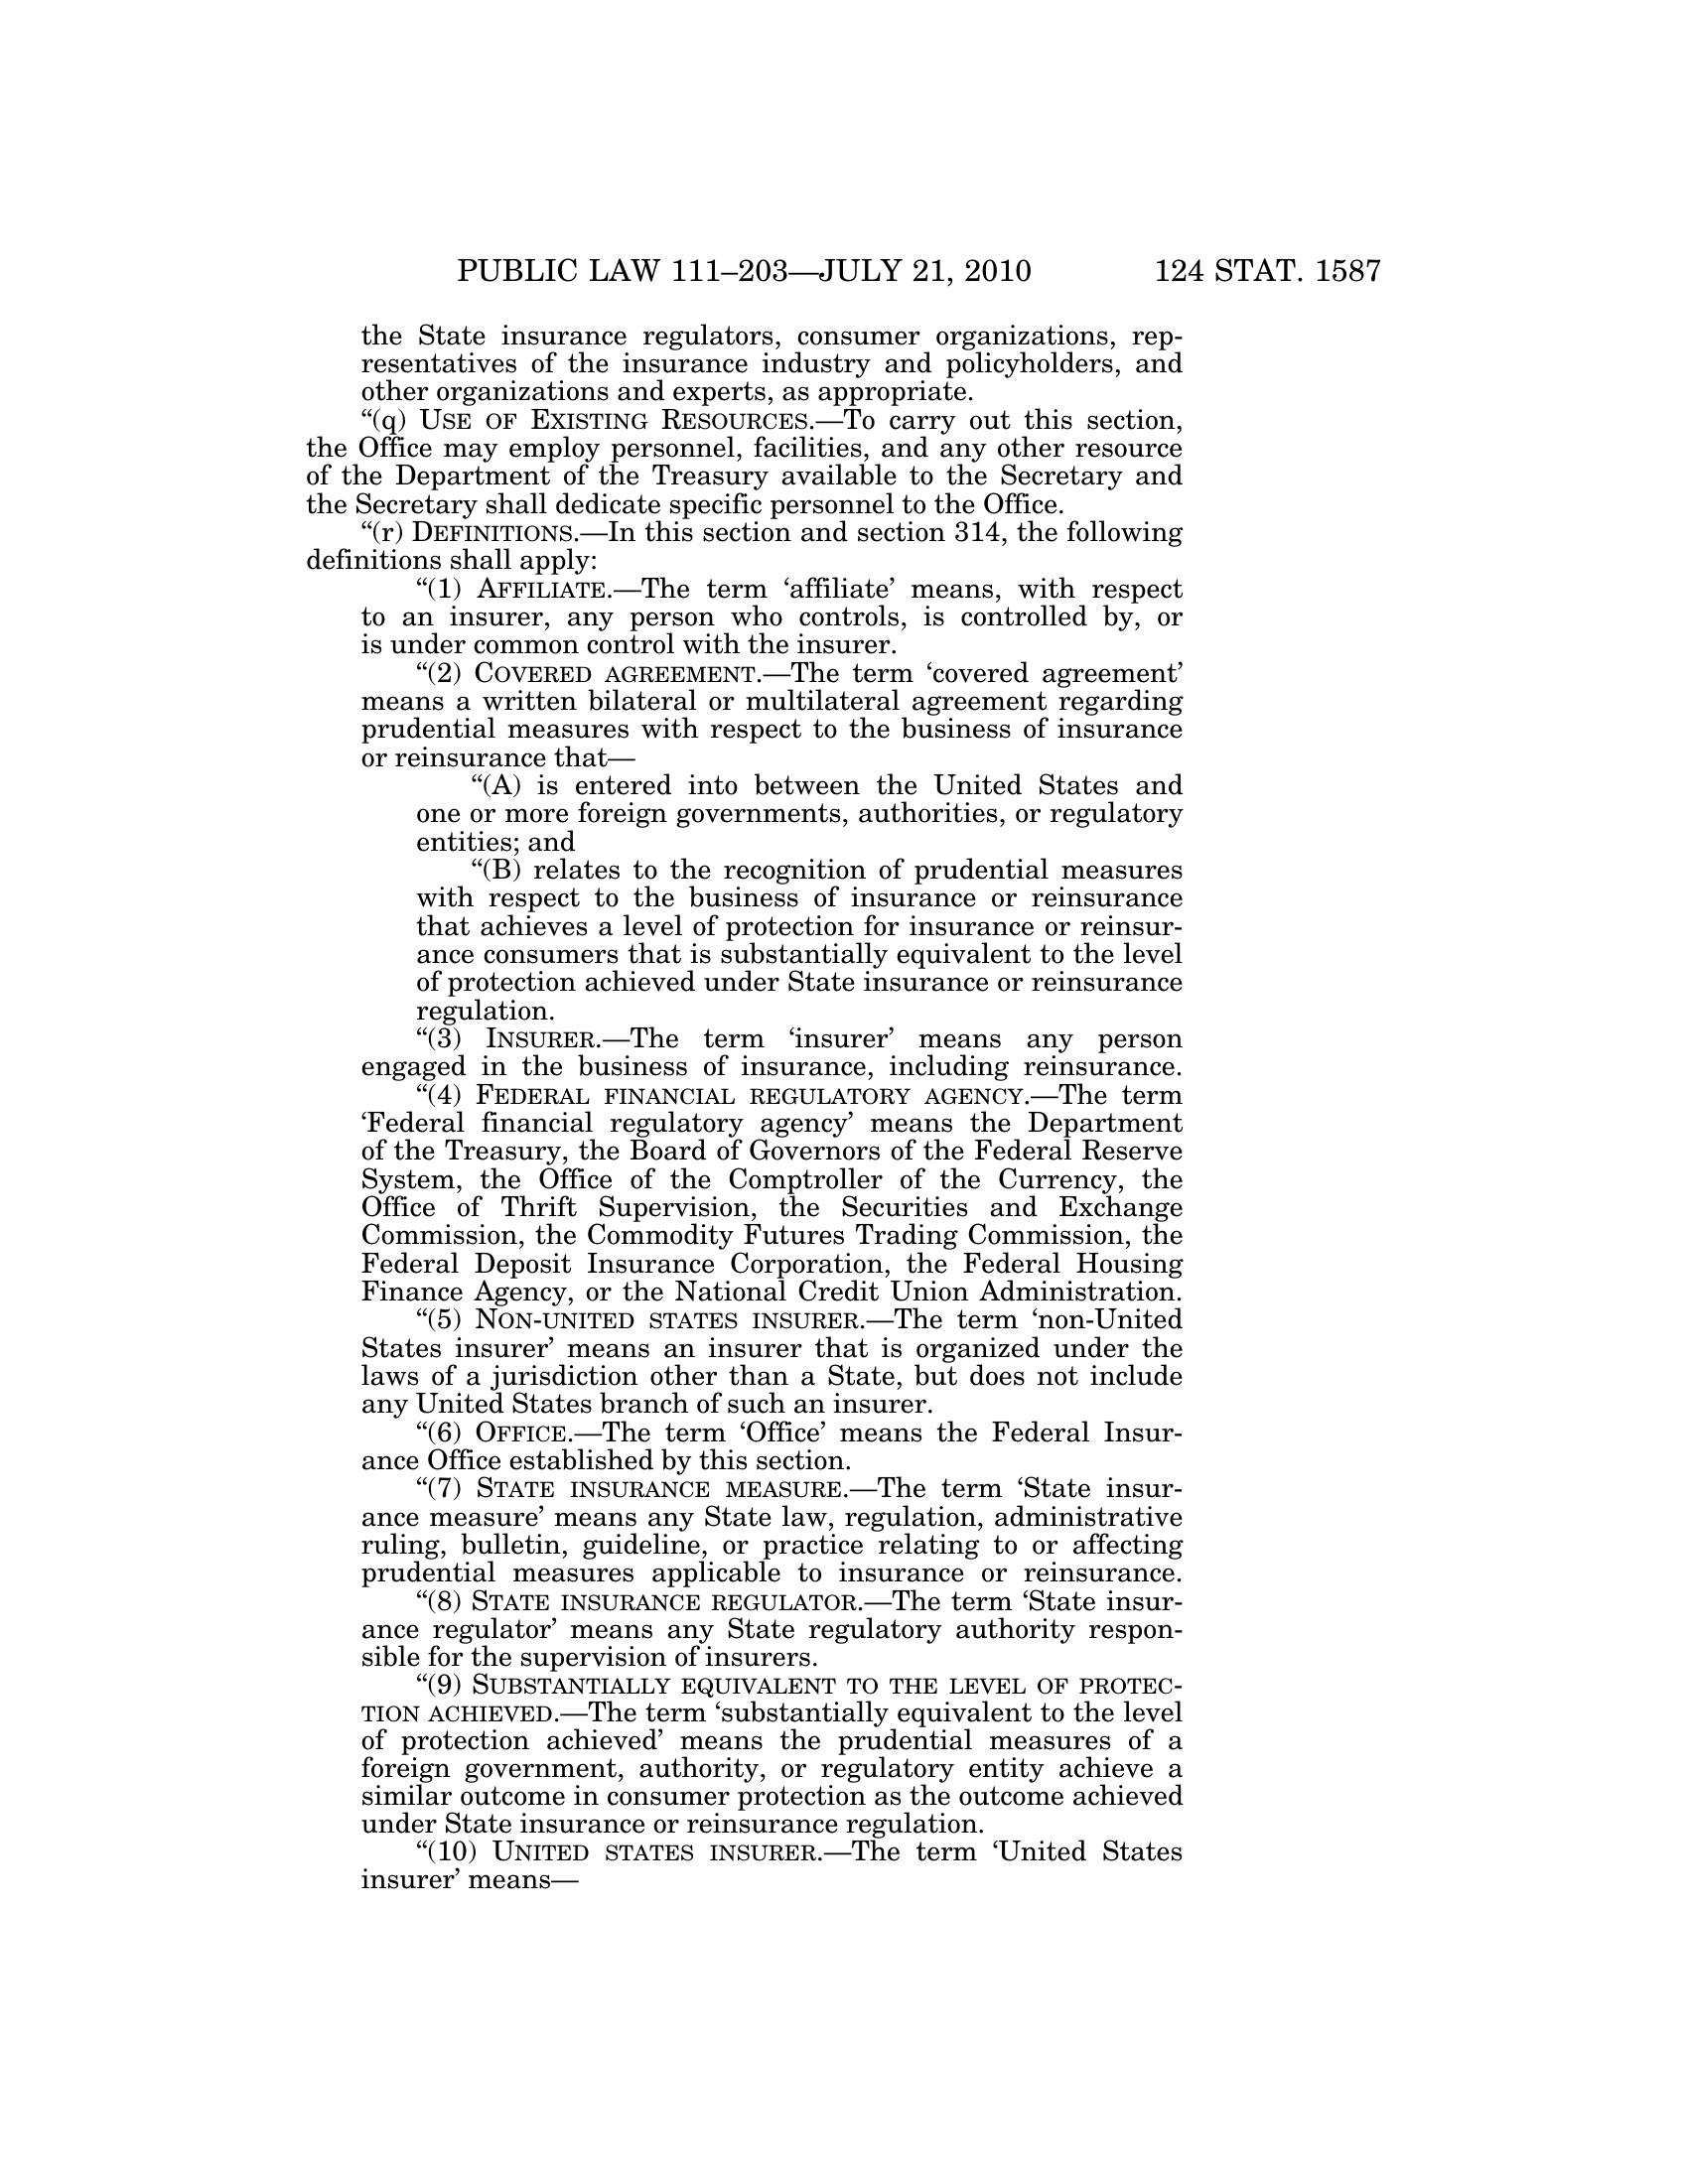 PUBLIC LAW 111–203—JULY 21, 2010 124 STAT. 1587
the State insurance regulators, consumer organizations, rep-
resentatives of the insurance industry and policyholders, and
other organizations and experts, as appropriate.
“(q) USE OF EXISTING RESOURCES.—To carry out this section,
the Office may employ personnel, facilities, and any other resource
of the Department of the Treasury available to the Secretary and
the Secretary shall dedicate specific personnel to the Office.
“(r) DEFINITIONS.—In this section and section 314, the following
definitions shall apply:
“(1) AFFILIATE.—The term ‘affiliate’ means, with respect
to an insurer, any person who controls, is controlled by, or
is under common control with the insurer.
“(2) COVERED AGREEMENT.—The term ‘covered agreement’
means a written bilateral or multilateral agreement regarding
prudential measures with respect to the business of insurance
or reinsurance that—
“(A) is entered into between the United States and
one or more foreign governments, authorities, or regulatory
entities; and
“(B) relates to the recognition of prudential measures
with respect to the business of insurance or reinsurance
that achieves a level of protection for insurance or reinsur-
ance consumers that is substantially equivalent to the level
of protection achieved under State insurance or reinsurance
regulation.
“(3) INSURER.—The term ‘insurer’ means any person
engaged in the business of insurance, including reinsurance.
“(4) FEDERAL FINANCIAL REGULATORY AGENCY.—The term
‘Federal financial regulatory agency’ means the Department
of the Treasury, the Board of Governors of the Federal Reserve
System, the Office of the Comptroller of the Currency, the
Office of Thrift Supervision, the Securities and Exchange
Commission, the Commodity Futures Trading Commission, the
Federal Deposit Insurance Corporation, the Federal Housing
Finance Agency, or the National Credit Union Administration.
“(5) NON-UNITED STATES INSURER.—The term ‘non-United
States insurer’ means an insurer that is organized under the
laws of a jurisdiction other than a State, but does not include
any United States branch of such an insurer.
“(6) OFFICE.—The term ‘Office’ means the Federal Insur-
ance Office established by this section.
“(7) STATE INSURANCE MEASURE.—The term ‘State insur-
ance measure’ means any State law, regulation, administrative
ruling, bulletin, guideline, or practice relating to or affecting
prudential measures applicable to insurance or reinsurance.
“(8) STATE INSURANCE REGULATOR.—The term ‘State insur-
ance regulator’ means any State regulatory authority respon-
sible for the supervision of insurers.
“(9) SUBSTANTIALLY EQUIVALENT TO THE LEVEL OF PROTEC-
TION ACHIEVED.—The term ‘substantially equivalent to the level
of protection achieved’ means the prudential measures of a
foreign government, authority, or regulatory entity achieve a
similar outcome in consumer protection as the outcome achieved
under State insurance or reinsurance regulation.
“(10) UNITED STATES INSURER.—The term ‘United States
insurer’ means—